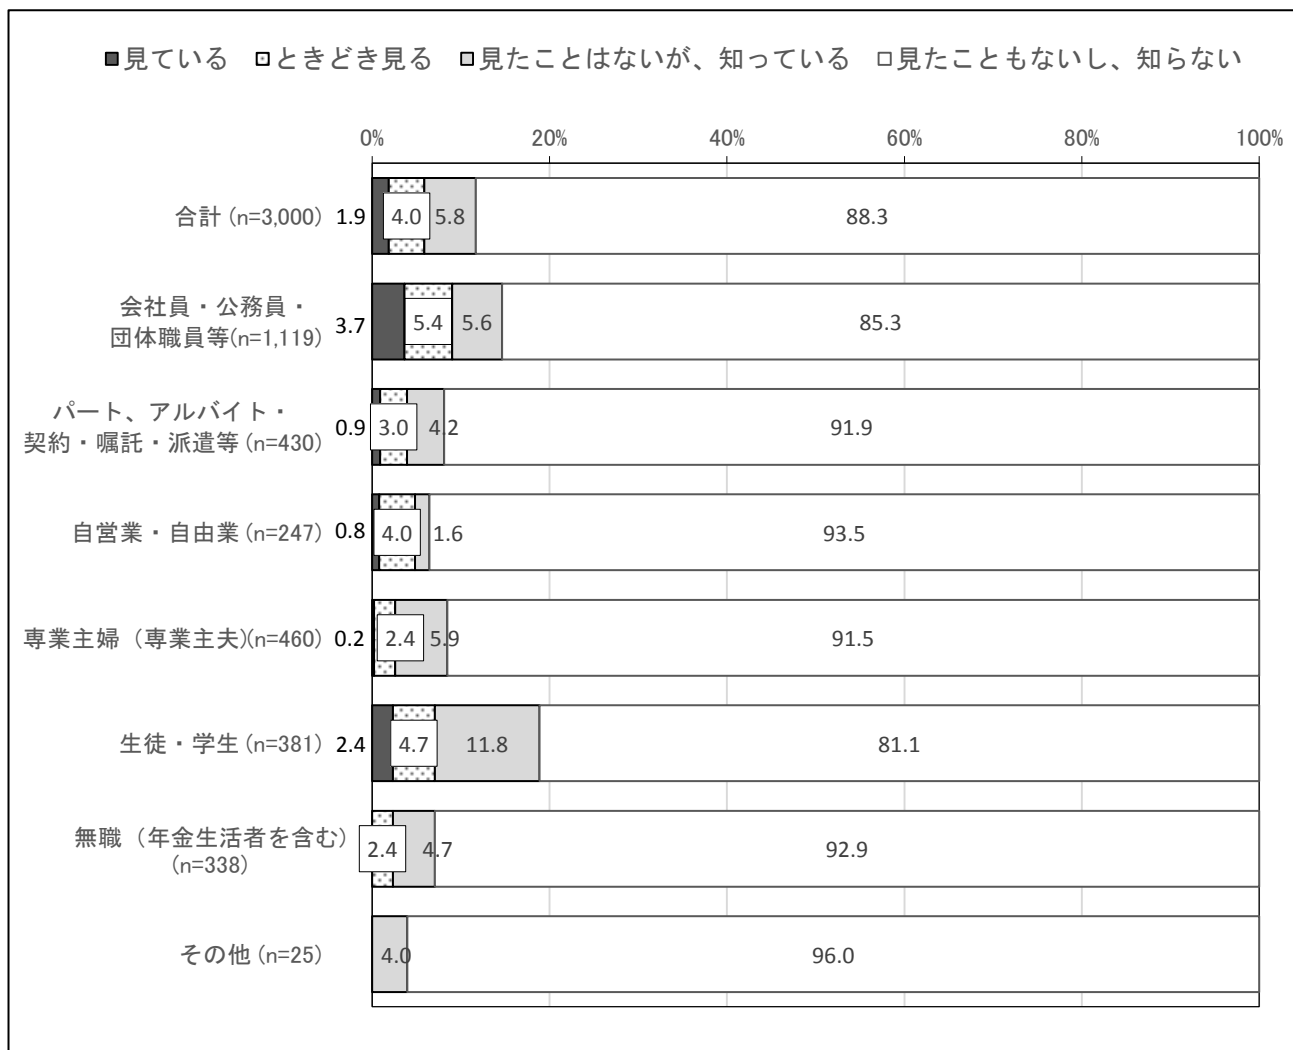 見ている ときどき見る 見たことはないが、知っている 見たこともないし、知らない
0% 20% 40% 60% 80% 100%
合計(n=3,000) 1.9 4.0 5.8 88.3
会社員・公務員・
団体職員等(n=1,119) 3.7 5.4 5.6 85.3
パート、アルバイト・
契約・嘱託・派遣等(n=430) 0.9 3.0 4.2 91.9
自営業・自由業(n=247) 0.8 4.0 1.6 93.5
専業主婦（専業主夫)(n=460) 0.2 2.4 5.9 91.5
生徒・学生(n=381) 2.4 4.7 11.8 81.1
無職（年金生活者を含む）
(n=338) 2.4 4.7 92.9
その他(n=25) 4.0 96.0